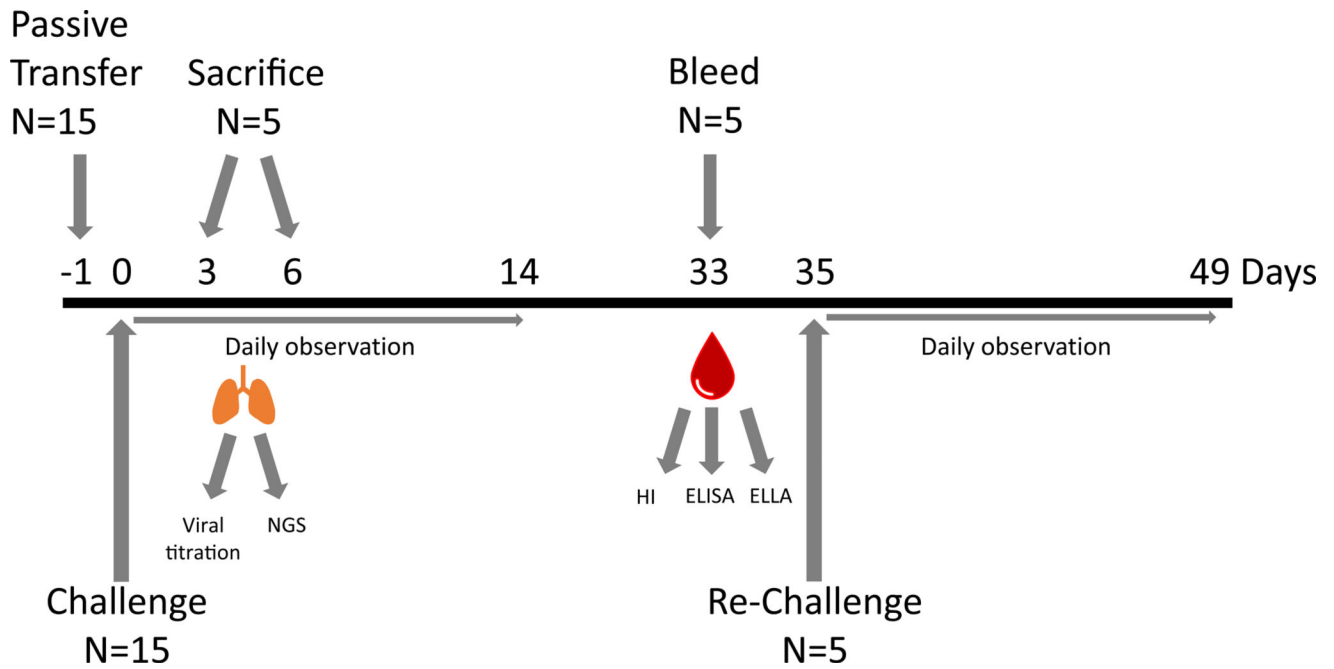 Passive
Transfer
N=15
Sacrifice
N=5
Bleed
N=5
-1 0 3 6 14 33 35 49 Days
Daily observation
Daily observation
Viral
titration
NGS
HI ELISA ELLA
Challenge
N=15
Re-Challenge
N=5